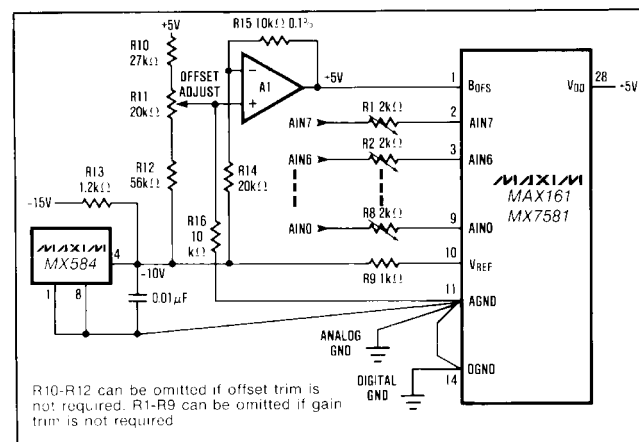 R15 10kΩ 0.1%
+5V
R10
27kΩ
OFFSET
ADJUST
R11
20kΩ
A1
−
+
+5V
1
BOFS
VDD
28
+5V
AIN7
R1 2kΩ
2
AIN7
R12
56kΩ
AIN6
R2 2kΩ
3
AIN6
MAXIM
MAX161
MX7581
R13
1.2kΩ
−15V
R14
20kΩ
R16
10
kΩ
AIN0
R8 2kΩ
9
AIN0
MAXIM
MX584
4
−10V
R9 1kΩ
10
VREF
1
8
0.01µF
11
AGND
ANALOG
GND
DIGITAL
GND
14
DGND
R10-R12 can be omitted if offset trim is
not required. R1-R9 can be omitted if gain
trim is not required